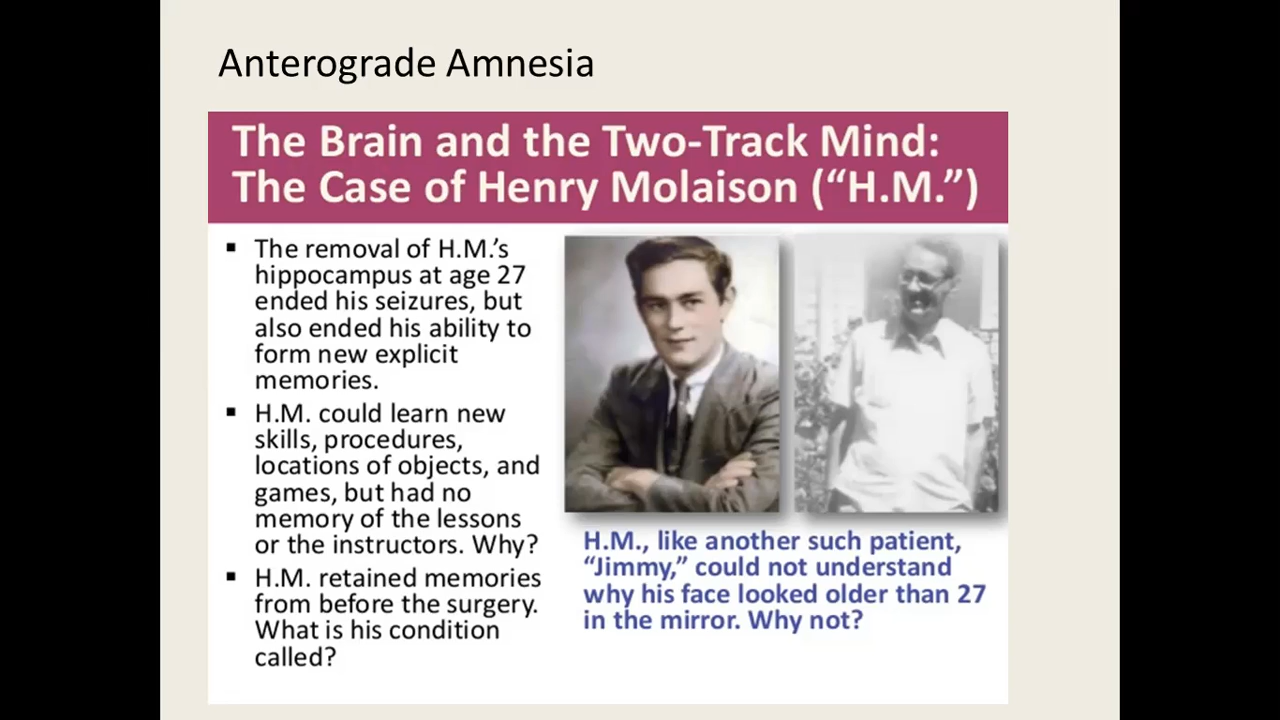 Anterograde Amnesia
The Brain and the Two-Track Mind:
The Case of Henry Molaison (“H.M.”)
▪ The removal of H.M.’s
hippocampus at age 27
ended his seizures, but
also ended his ability to
form new explicit
memories.
▪ H.M. could learn new
skills, procedures,
locations of objects, and
games, but had no
memory of the lessons
or the instructors. Why?
▪ H.M. retained memories
from before the surgery.
What is his condition
called?
H.M., like another such patient,
“Jimmy,” could not understand
why his face looked older than 27
in the mirror. Why not?